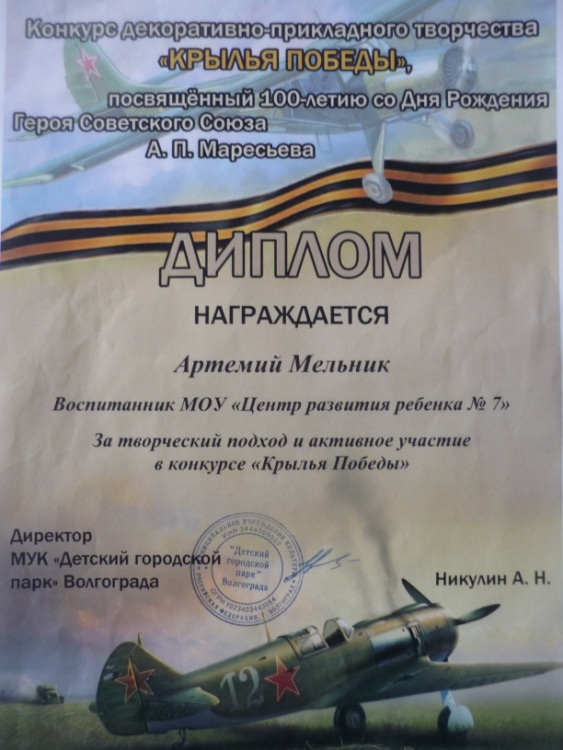 Конкурс декоративно-прикладного творчества
«КРЫЛЬЯ ПОБЕДЫ»,
посвящённый 100-летию со Дня Рождения
Героя Советского Союза
А. П. Маресьева
ДИПЛОМ
НАГРАЖДАЕТСЯ
Артемий Мельник
Воспитанник МОУ «Центр развития ребенка № 7»
За творческий подход и активное участие
в конкурсе «Крылья Победы»
Директор
МУК «Детский городской
парк» Волгограда
"Детский
городской
парк"
Волгограда
Никулин А. Н.
12